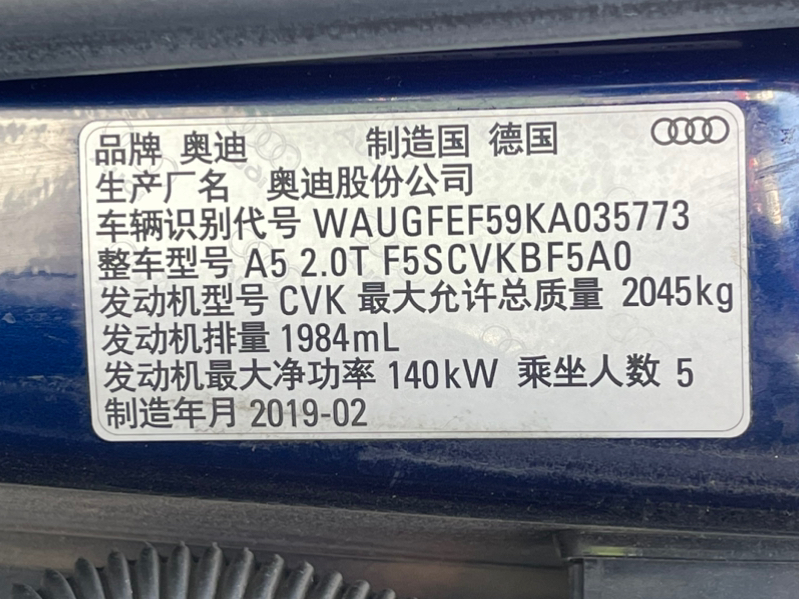 品牌 奥迪 制造国 德国
生产厂名 奥迪股份公司
车辆识别代号 WAUGFEF59KA035773
整车型号 A5 2.0T F5SCVKBF5A0
发动机型号 CVK 最大允许总质量 2045kg
发动机排量 1984mL
发动机最大净功率 140kW 乘坐人数 5
制造年月 2019-02